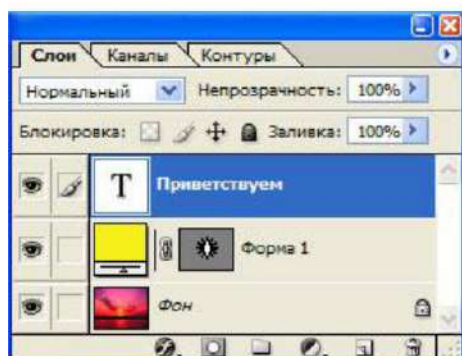 Слои Каналы Контуры
Нормальный Непрозрачность: 100%
Блокировка: Заливка: 100%
T Приветствуем
Форма 1
Фон